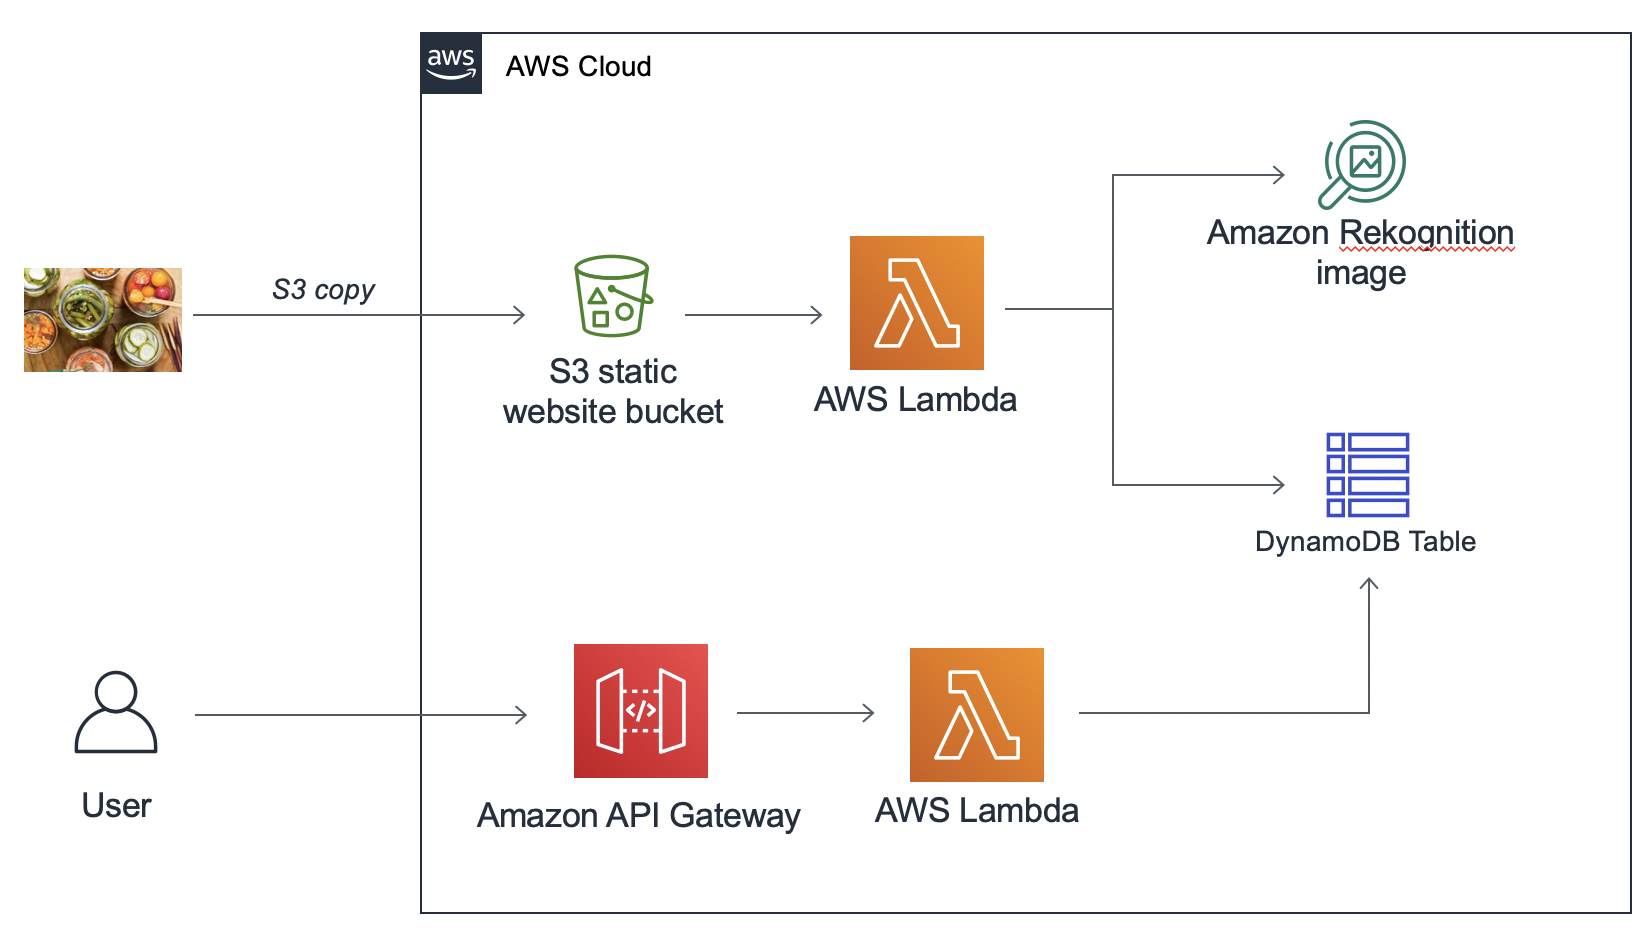 aws
AWS Cloud
S3 copy
S3 static
website bucket
AWS Lambda
Amazon Rekognition
image
DynamoDB Table
User
</>
Amazon API Gateway
AWS Lambda